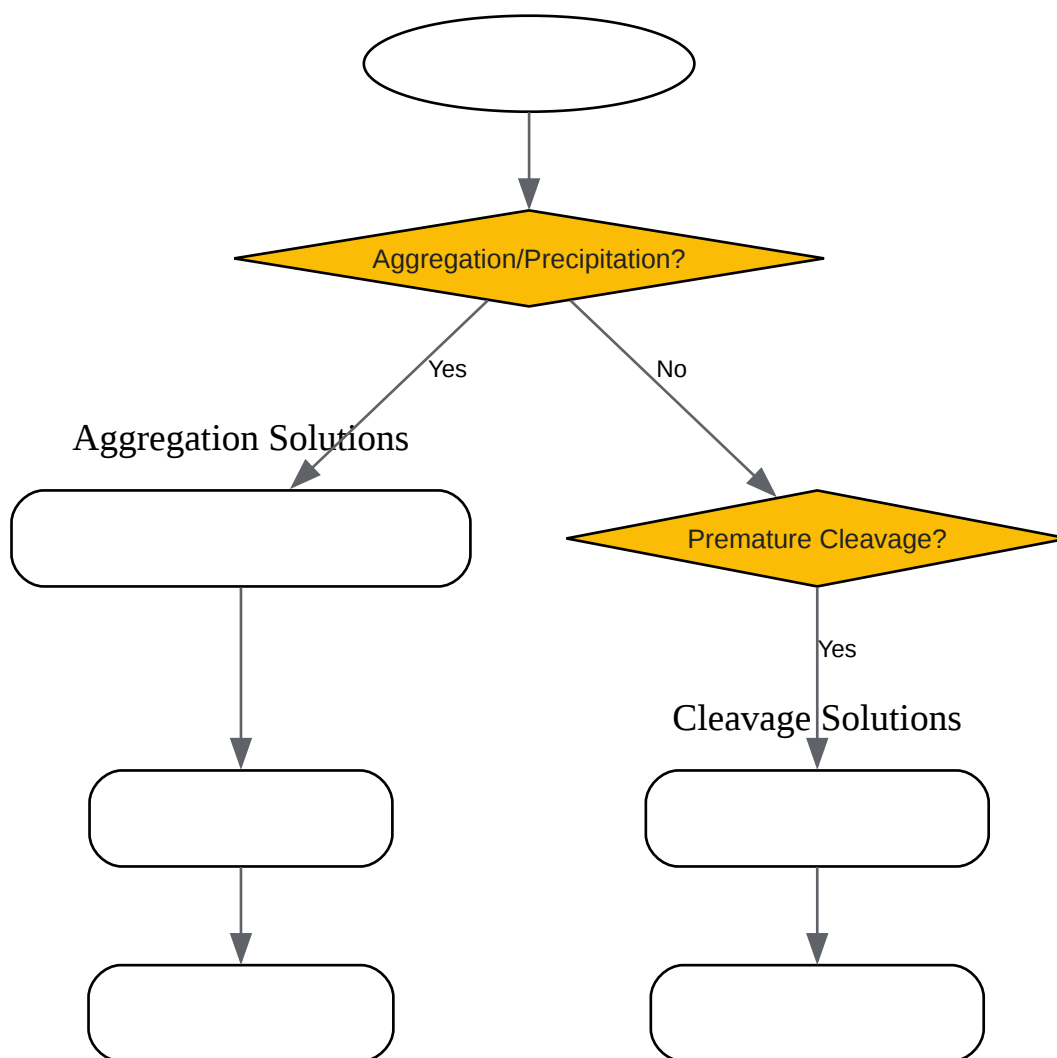 Aggregation/Precipitation?
Yes
No
Aggregation Solutions
Premature Cleavage?
Yes
Cleavage Solutions